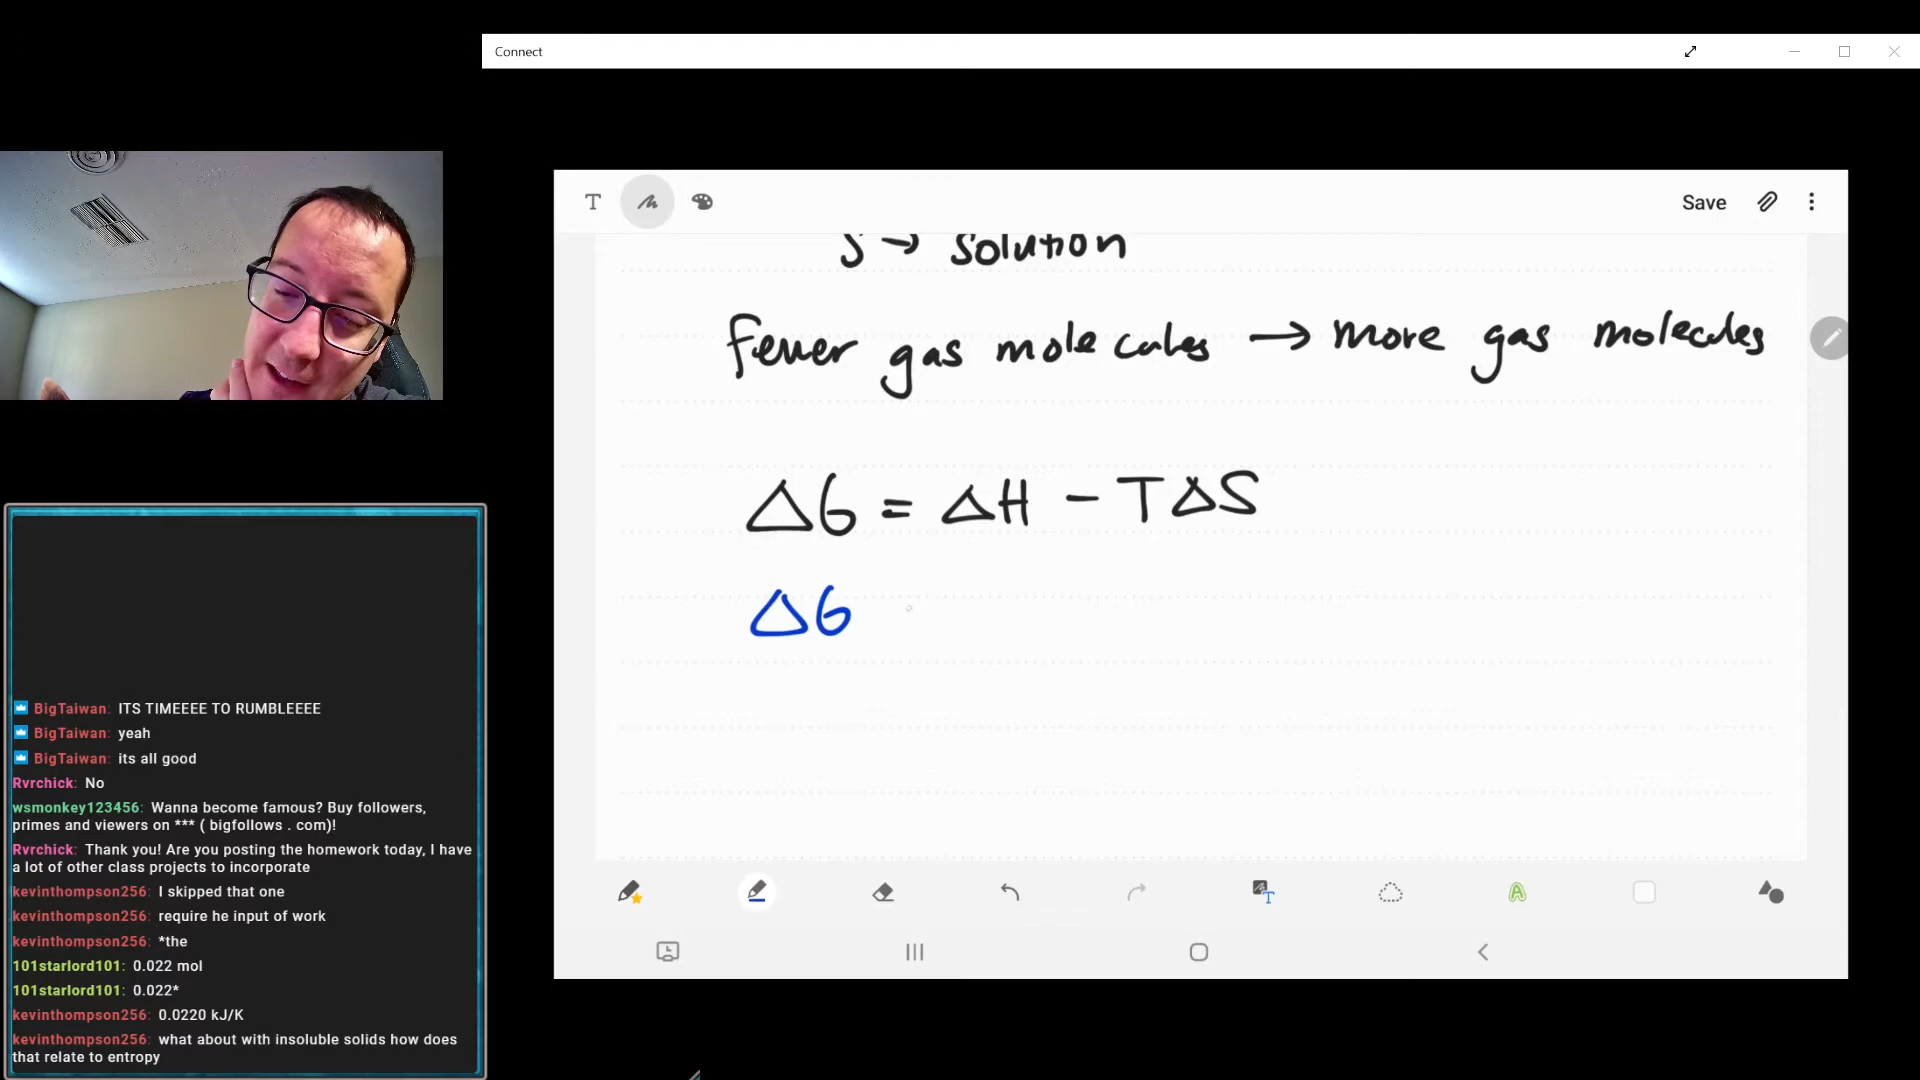 Connect
T
Save
S → solution
fewer gas molecules → more gas molecules
ΔG = ΔH - TΔS
ΔG
BigTaiwan: ITS TIMEEEE TO RUMBLEEEE
BigTaiwan: yeah
BigTaiwan: its all good
Rvrchick: No
wsmonkey123456: Wanna become famous? Buy followers,
primes and viewers on *** ( bigfollows . com)!
Rvrchick: Thank you! Are you posting the homework today, I have
a lot of other class projects to incorporate
kevinthompson256: I skipped that one
kevinthompson256: require he input of work
kevinthompson256: *the
101starlord101: 0.022 mol
101starlord101: 0.022*
kevinthompson256: 0.0220 kJ/K
kevinthompson256: what about with insoluble solids how does
that relate to entropy